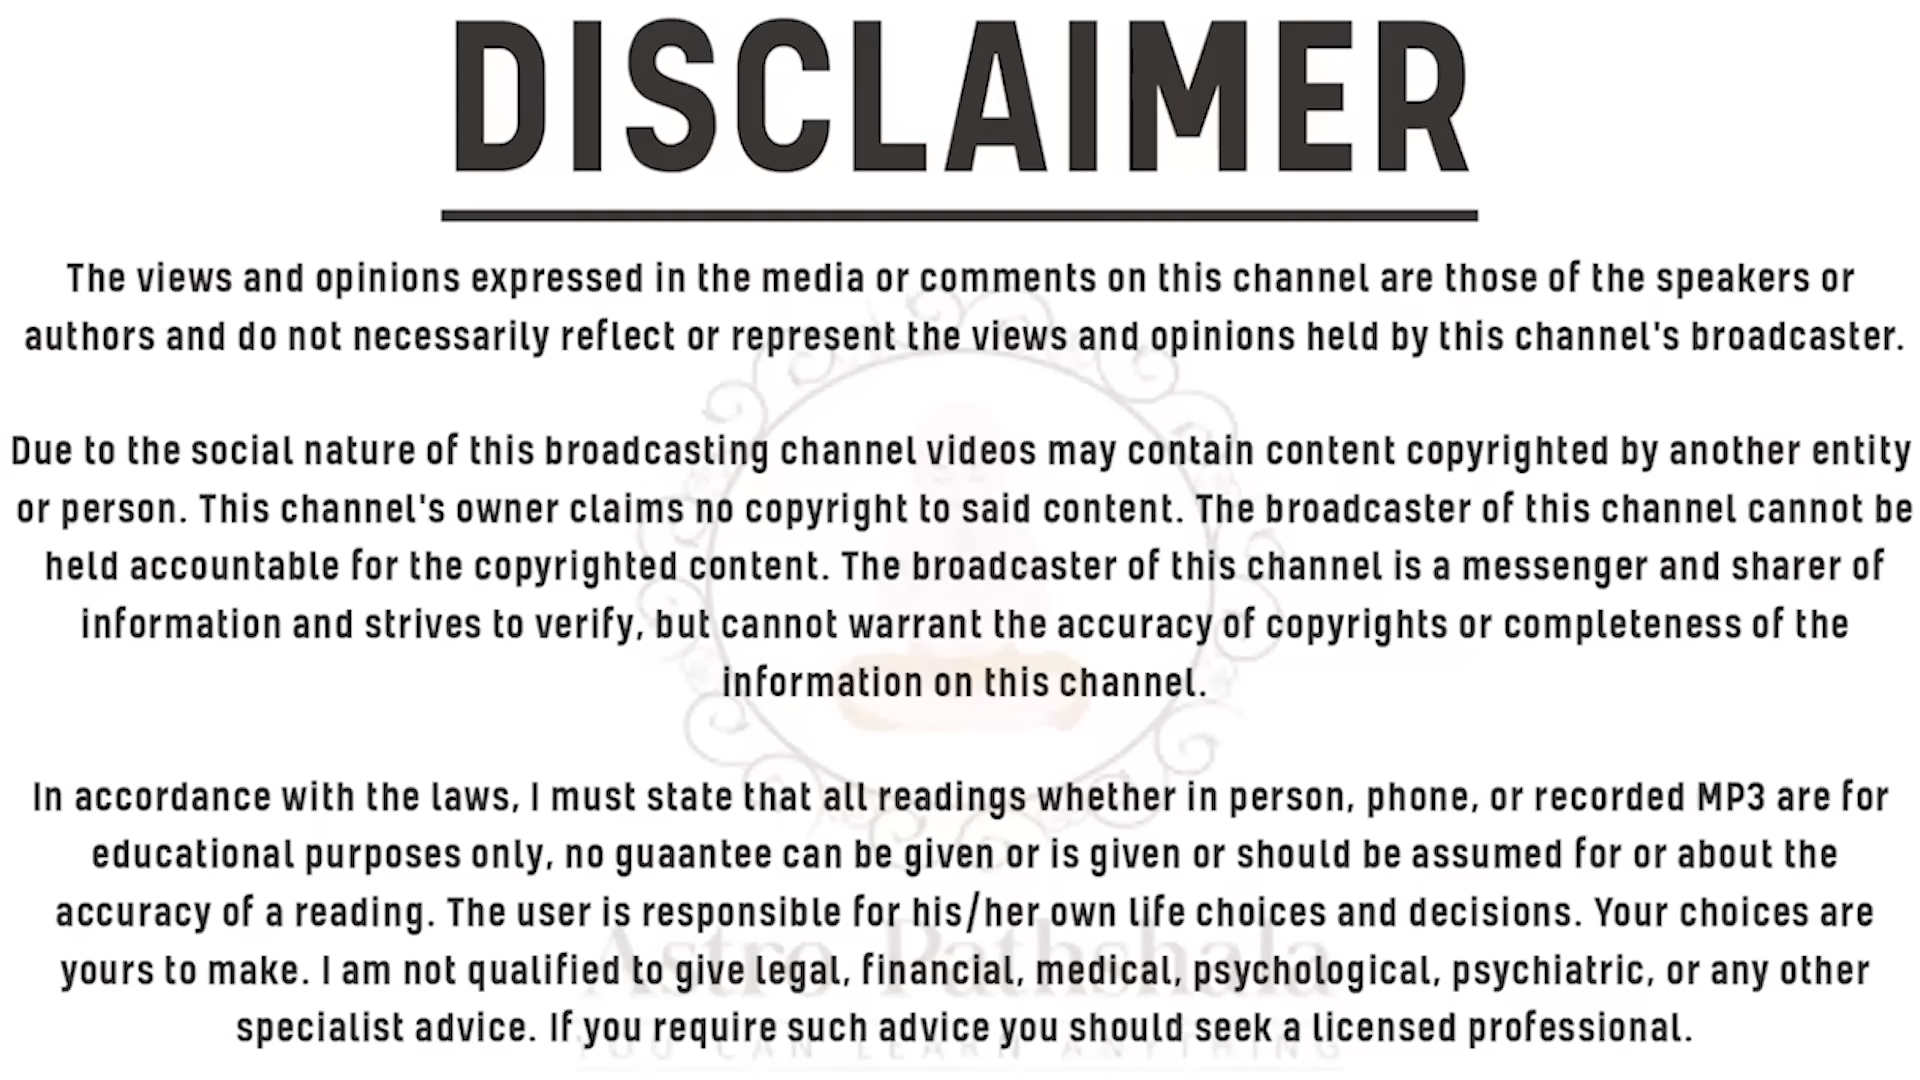 DISCLAIMER
The views and opinions expressed in the media or comments on this channel are those of the speakers or
authors and do not necessarily reflect or represent the views and opinions held by this channel's broadcaster.
Due to the social nature of this broadcasting channel videos may contain content copyrighted by another entity
or person. This channel's owner claims no copyright to said content. The broadcaster of this channel cannot be
held accountable for the copyrighted content. The broadcaster of this channel is a messenger and sharer of
information and strives to verify, but cannot warrant the accuracy of copyrights or completeness of the
information on this channel.
In accordance with the laws, I must state that all readings whether in person, phone, or recorded MP3 are for
educational purposes only, no guaantee can be given or is given or should be assumed for or about the
accuracy of a reading. The user is responsible for his/her own life choices and decisions. Your choices are
yours to make. I am not qualified to give legal, financial, medical, psychological, psychiatric, or any other
specialist advice. If you require such advice you should seek a licensed professional.
Astro Pathshala
YOU CAN LEARN ANYTHING